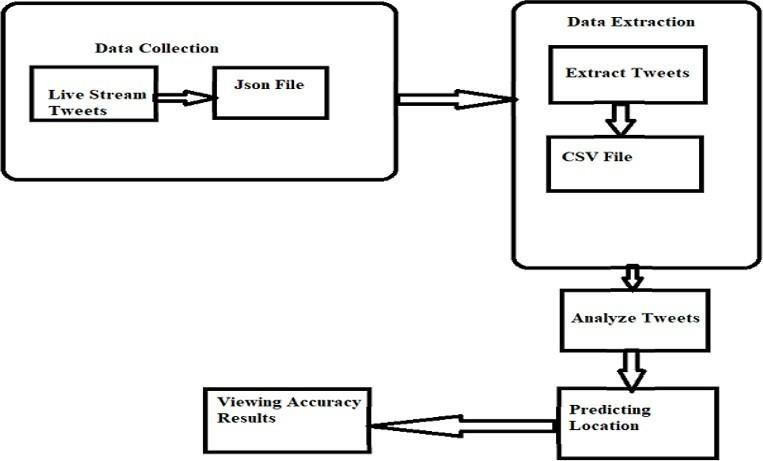 Data Collection
Live Stream
Tweets
Json File
Data Extraction
Extract Tweets
CSV File
Analyze Tweets
Predicting
Location
Viewing Accuracy
Results